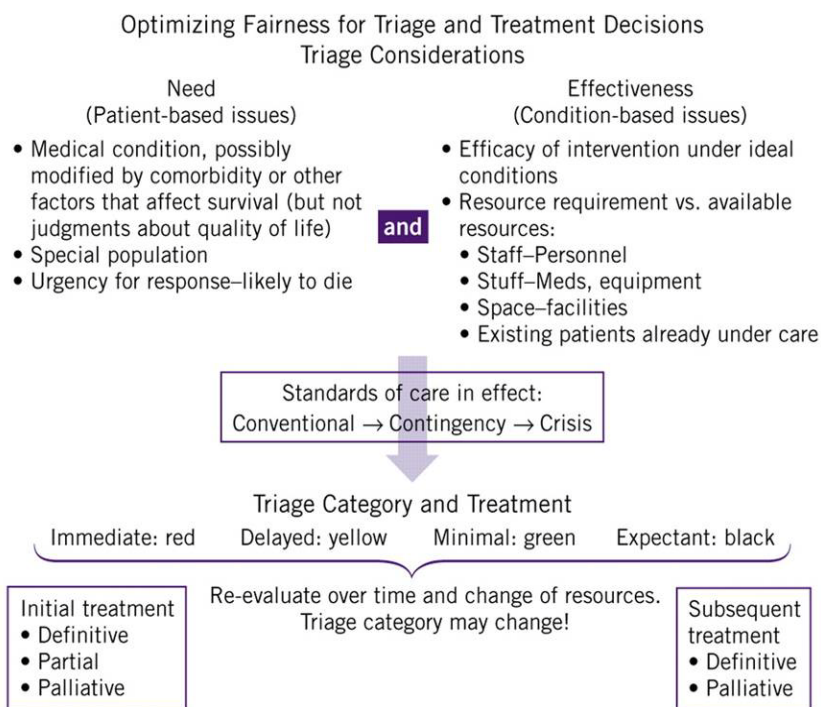 Optimizing Fairness for Triage and Treatment Decisions
Triage Considerations
Need
(Patient-based issues)
• Medical condition, possibly
modified by comorbidity or other
factors that affect survival (but not
judgments about quality of life)
• Special population
• Urgency for response–likely to die
and
Effectiveness
(Condition-based issues)
• Efficacy of intervention under ideal
conditions
• Resource requirement vs. available
resources:
• Staff–Personnel
• Stuff–Meds, equipment
• Space–facilities
• Existing patients already under care
Standards of care in effect:
Conventional → Contingency → Crisis
Triage Category and Treatment
Immediate: red Delayed: yellow Minimal: green Expectant: black
Re-evaluate over time and change of resources.
Triage category may change!
Initial treatment
• Definitive
• Partial
• Palliative
Subsequent
treatment
• Definitive
• Palliative